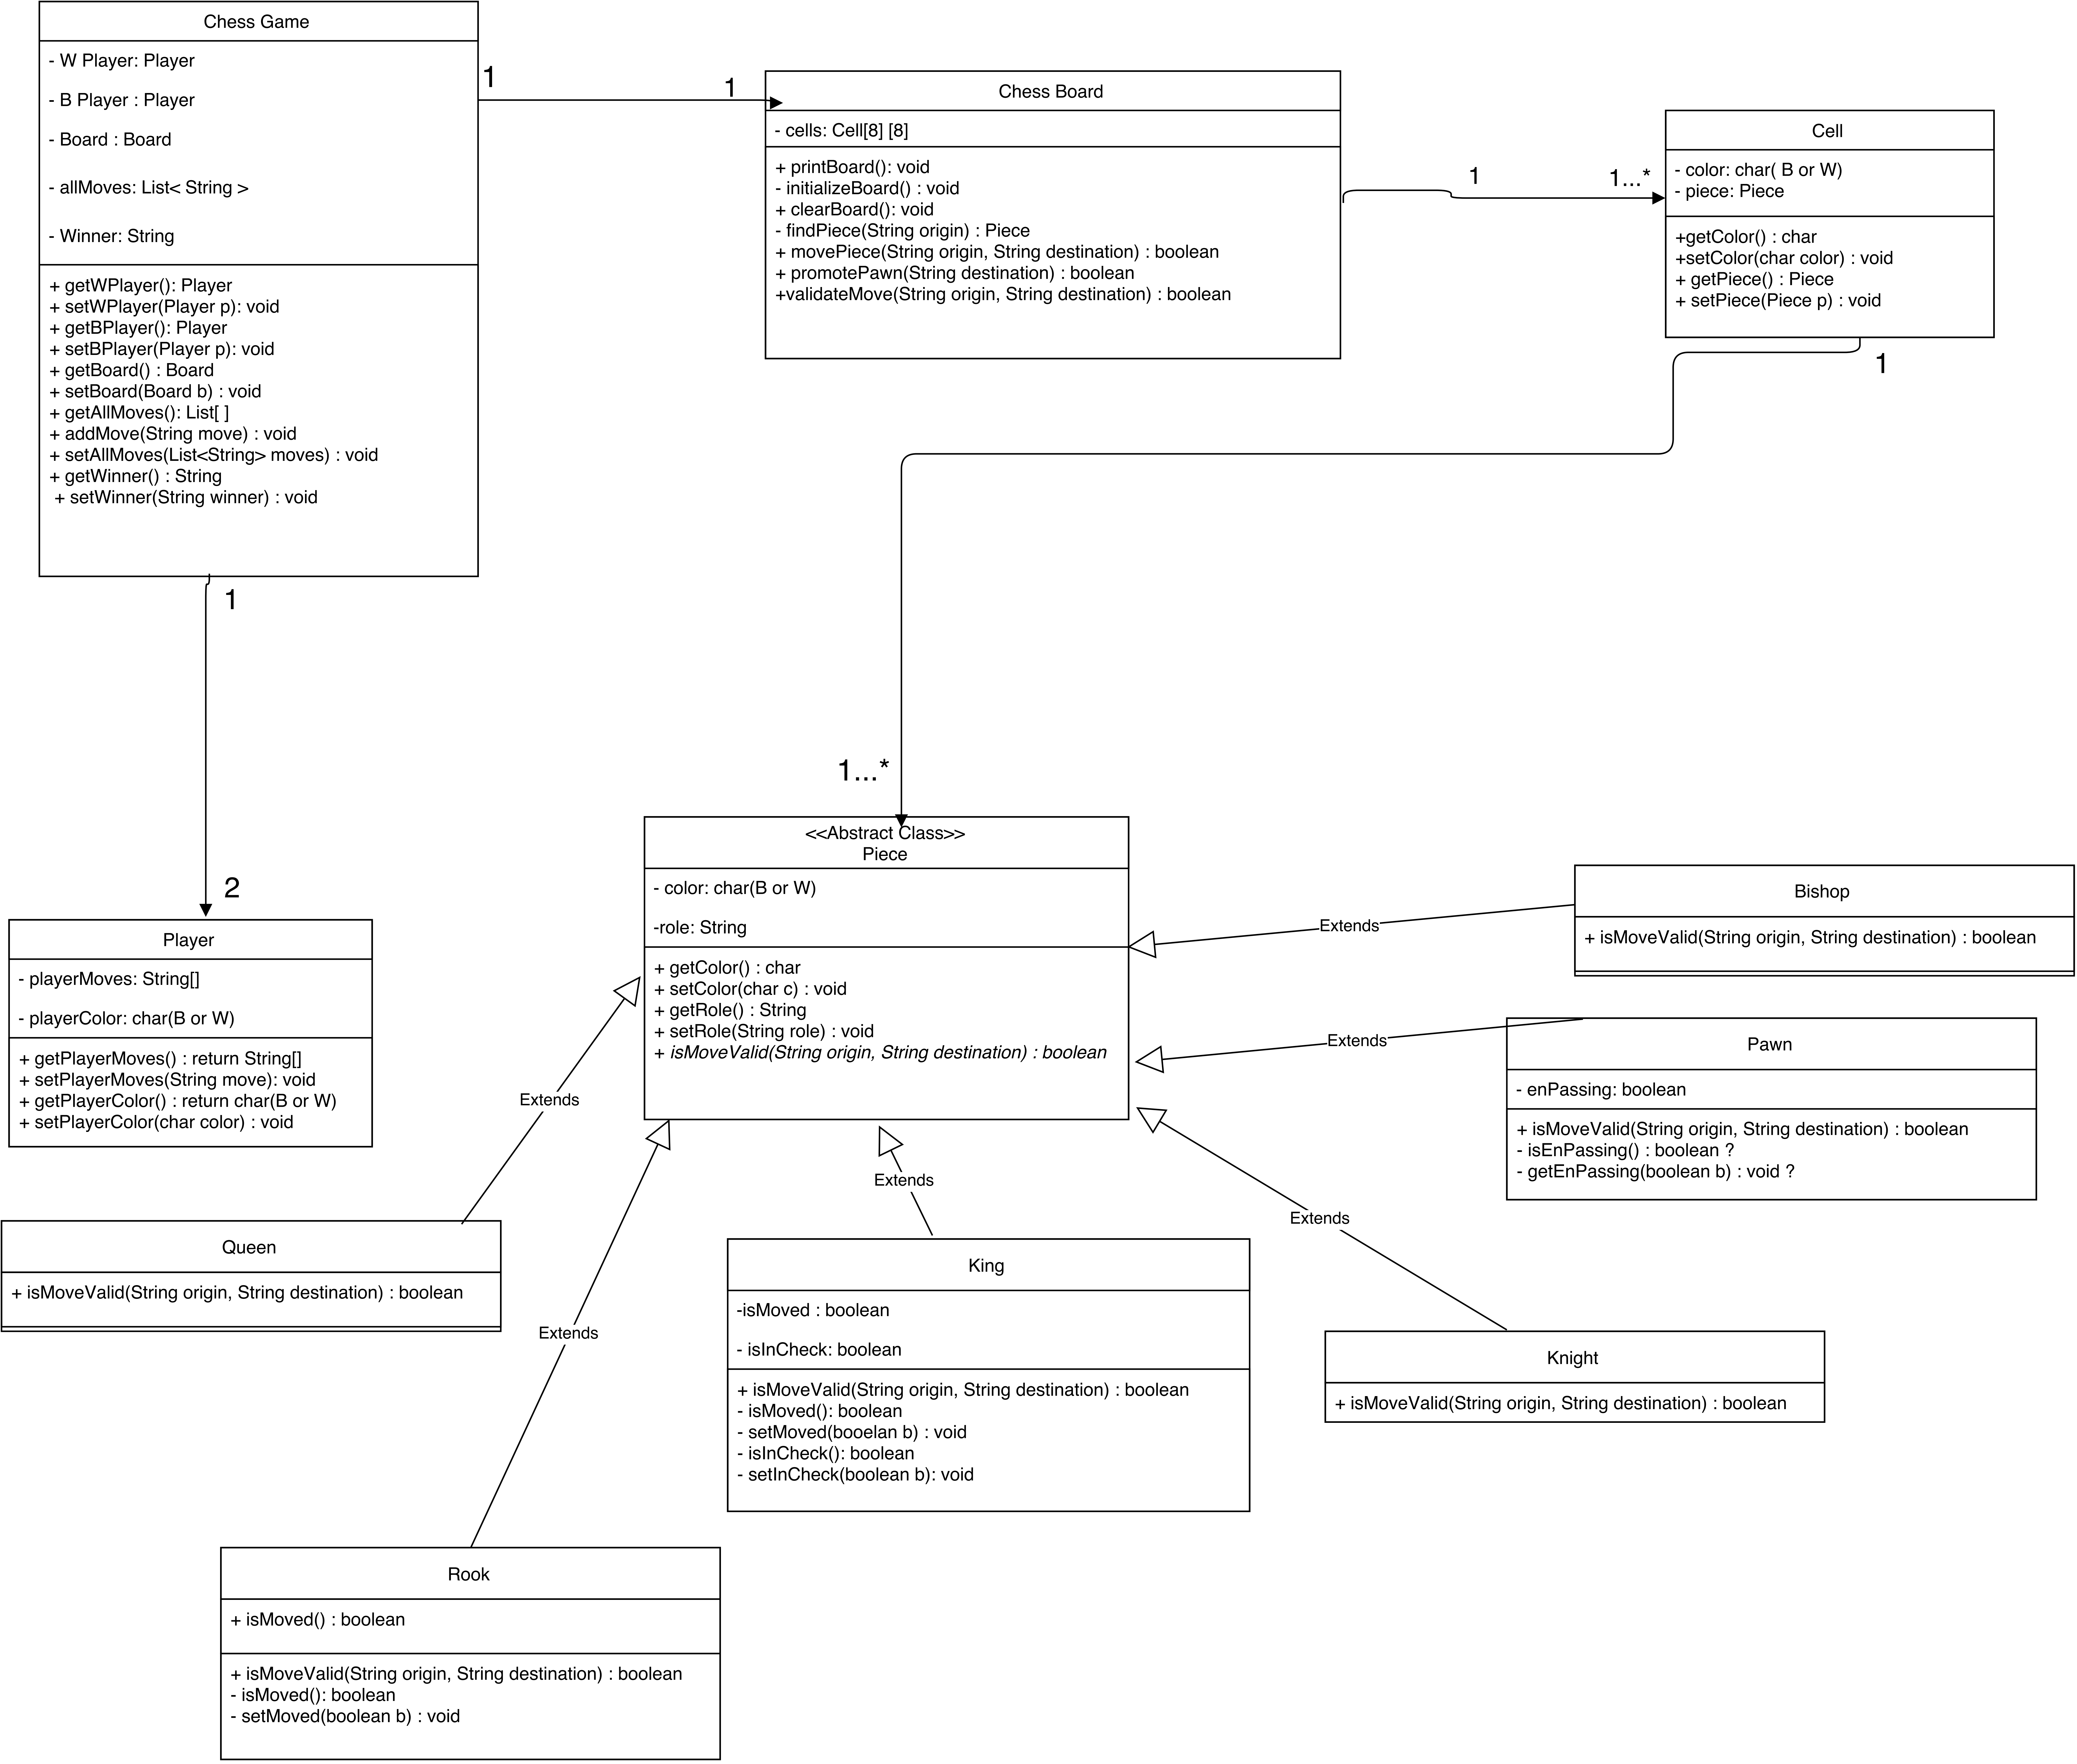 Chess Game
- W Player: Player
- B Player : Player
- Board : Board
- allMoves: List< String >
- Winner: String
+ getWPlayer(): Player
+ setWPlayer(Player p): void
+ getBPlayer(): Player
+ setBPlayer(Player p): void
+ getBoard() : Board
+ setBoard(Board b) : void
+ getAllMoves(): List[ ]
+ addMove(String move) : void
+ setAllMoves(List<String> moves) : void
+ getWinner() : String
+ setWinner(String winner) : void
1
1
Chess Board
- cells: Cell[8] [8]
+ printBoard(): void
- initializeBoard() : void
+ clearBoard(): void
- findPiece(String origin) : Piece
+ movePiece(String origin, String destination) : boolean
+ promotePawn(String destination) : boolean
+validateMove(String origin, String destination) : boolean
1
1...*
Cell
- color: char( B or W)
- piece: Piece
+getColor() : char
+setColor(char color) : void
+ getPiece() : Piece
+ setPiece(Piece p) : void
1
1...*
1
2
Player
- playerMoves: String[]
- playerColor: char(B or W)
+ getPlayerMoves() : return String[]
+ setPlayerMoves(String move): void
+ getPlayerColor() : return char(B or W)
+ setPlayerColor(char color) : void
<<Abstract Class>>
Piece
- color: char(B or W)
-role: String
+ getColor() : char
+ setColor(char c) : void
+ getRole() : String
+ setRole(String role) : void
+ isMoveValid(String origin, String destination) : boolean
Extends
Bishop
+ isMoveValid(String origin, String destination) : boolean
Extends
Pawn
- enPassing: boolean
+ isMoveValid(String origin, String destination) : boolean
- isEnPassing() : boolean ?
- getEnPassing(boolean b) : void ?
Extends
Queen
+ isMoveValid(String origin, String destination) : boolean
Extends
King
-isMoved : boolean
- isInCheck: boolean
+ isMoveValid(String origin, String destination) : boolean
- isMoved(): boolean
- setMoved(booelan b) : void
- isInCheck(): boolean
- setInCheck(boolean b): void
Extends
Knight
+ isMoveValid(String origin, String destination) : boolean
Extends
Rook
+ isMoved() : boolean
+ isMoveValid(String origin, String destination) : boolean
- isMoved(): boolean
- setMoved(boolean b) : void